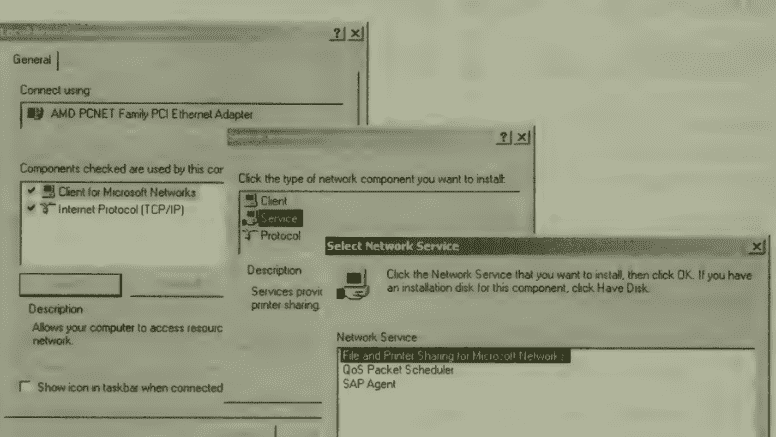 General
Connect using:
AMD PCNET Family PCI Ethernet Adapter
Components checked are used by this cor
Client for Microsoft Networks
Internet Protocol (TCP/IP)
Description
Allows your computer to access resourc
network.
Show icon in taskbar when connected
Click the type of network component you want to install:
Client
Service
Protocol
Description
Services provi
printer sharing.
Select Network Service
Click the Network Service that you want to install, then click OK. If you have
an installation disk for this component, click Have Disk.
Network Service
File and Printer Sharing for Microsoft Networks
QoS Packet Scheduler
SAP Agent